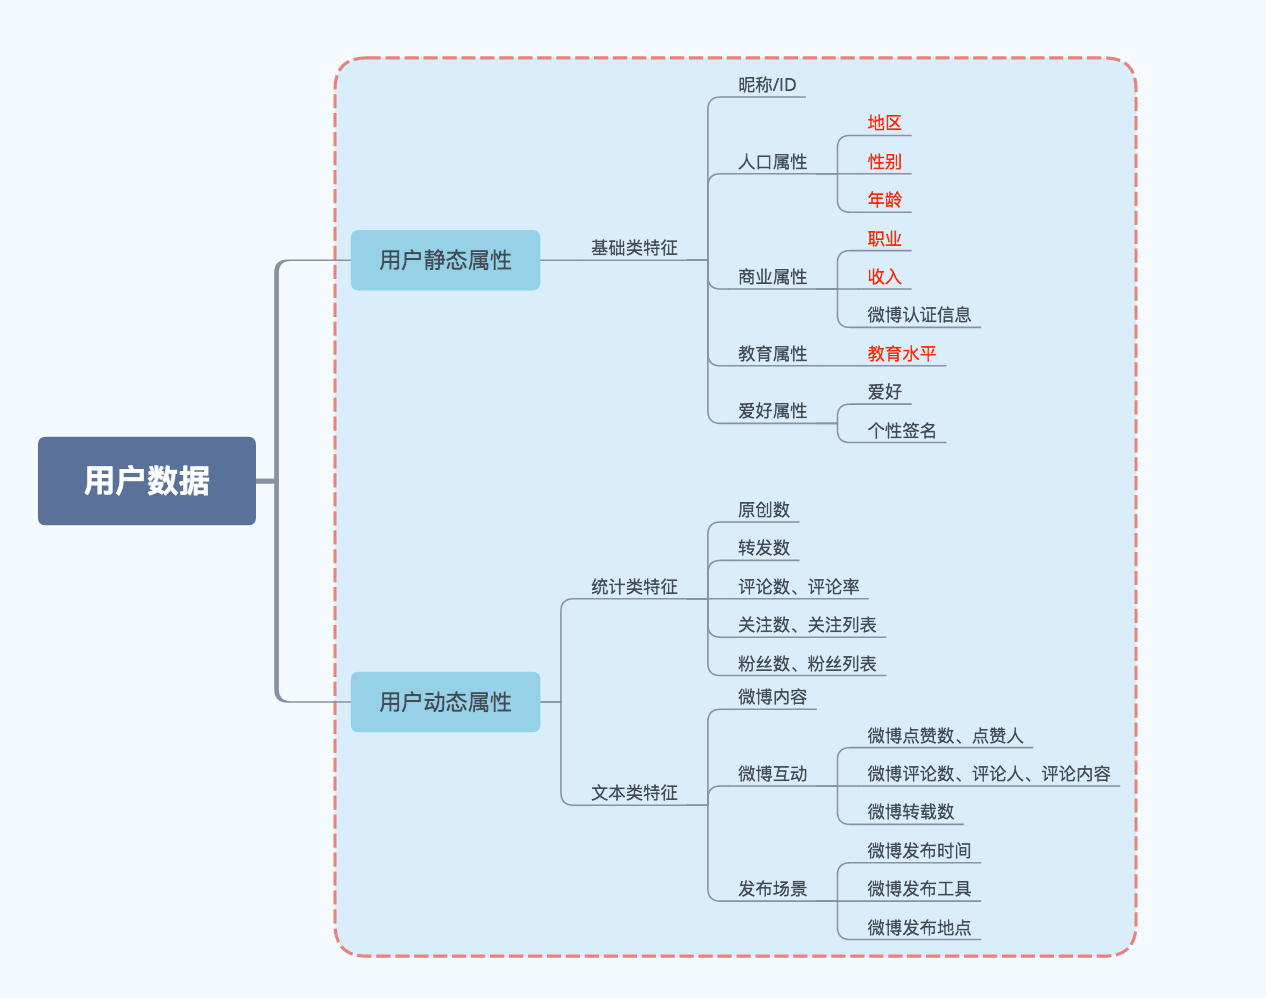 昵称/ID
地区
人口属性
性别
年龄
用户静态属性
基础类特征
职业
商业属性
收入
微博认证信息
教育属性
教育水平
爱好
爱好属性
个性签名
用户数据
原创数
转发数
统计类特征
评论数、评论率
关注数、关注列表
粉丝数、粉丝列表
用户动态属性
微博内容
微博点赞数、点赞人
微博互动
微博评论数、评论人、评论内容
文本类特征
微博转载数
微博发布时间
发布场景
微博发布工具
微博发布地点